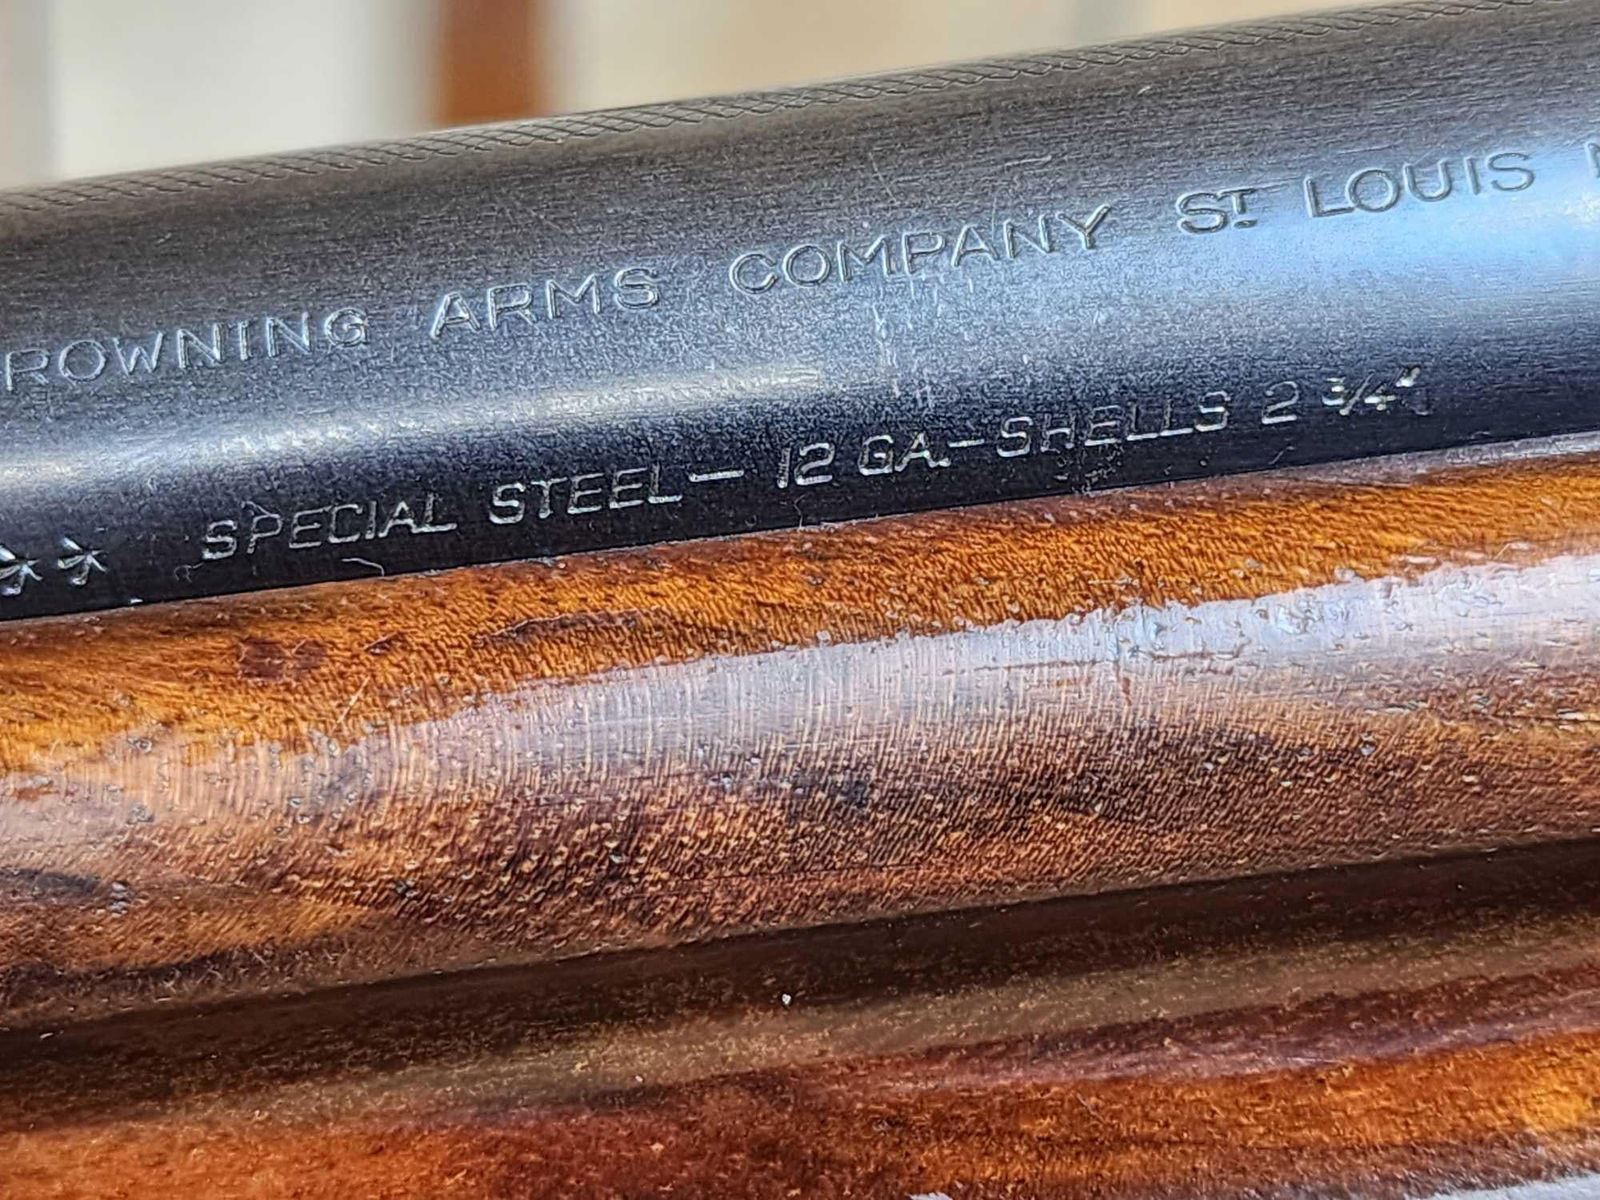 ROWNING ARMS COMPANY ST LOUIS
** SPECIAL STEEL— 12 GA.—SHELLS 2 3/4"